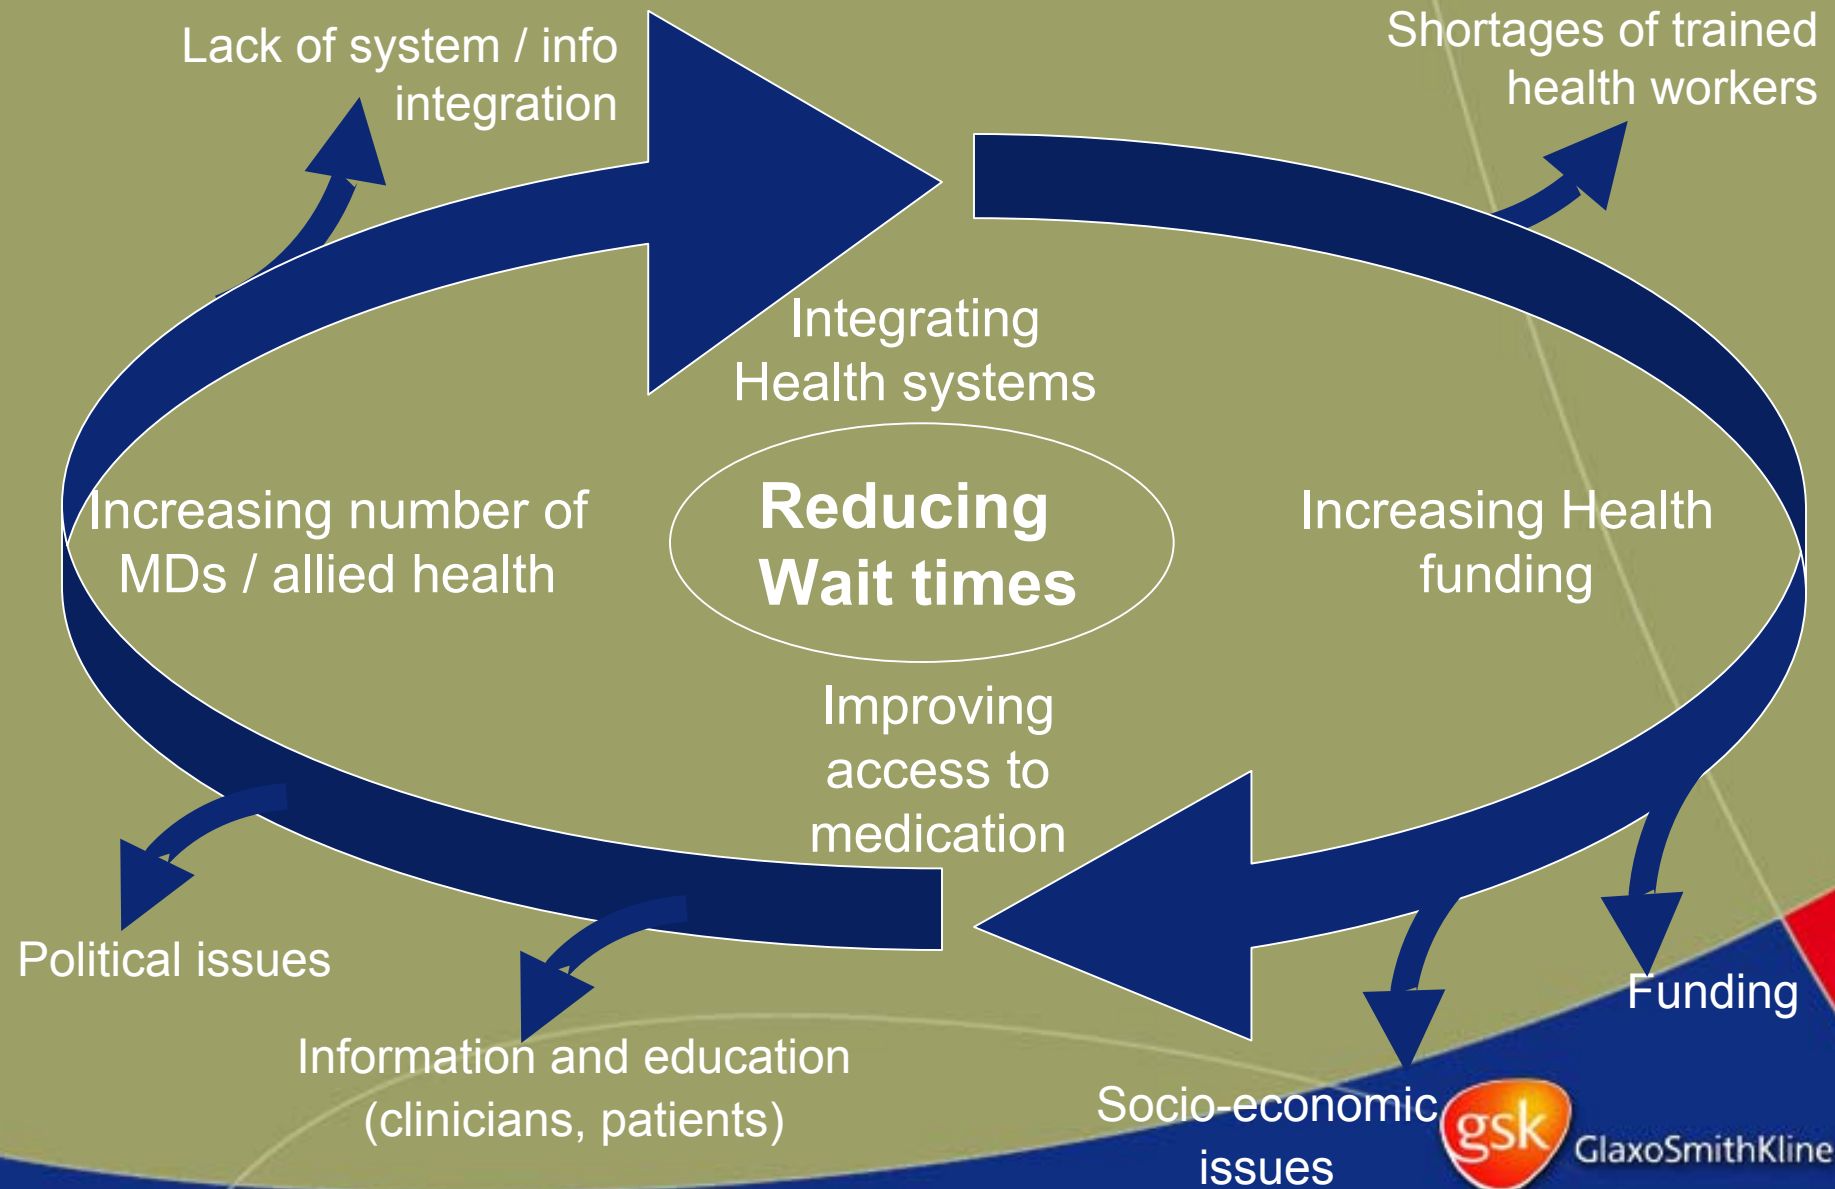 Lack of system / info
integration
Shortages of trained
health workers
Integrating
Health systems
Increasing number of
MDs / allied health
Reducing
Wait times
Increasing Health
funding
Improving
access to
medication
Political issues
Funding
Information and education
(clinicians, patients)
Socio-economic
issues
gsk
GlaxoSmithKline